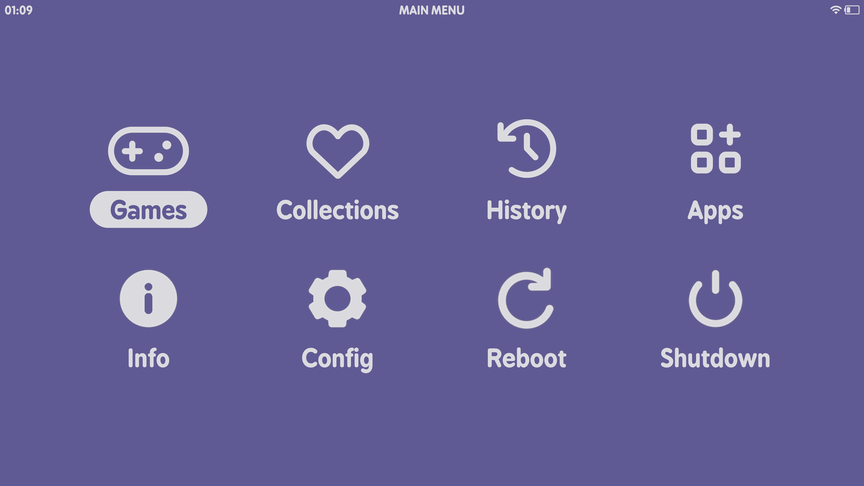 01:09
MAIN MENU
Games
Collections
History
Apps
Info
Config
Reboot
Shutdown